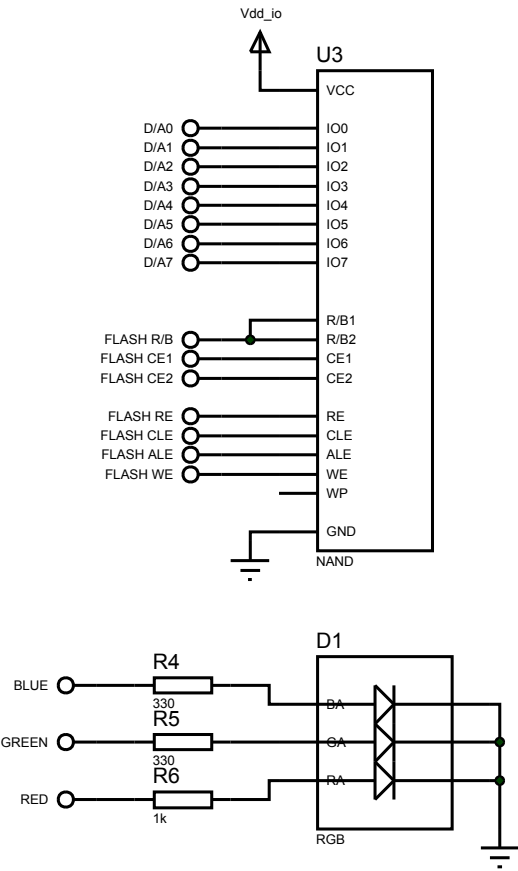 Vdd_io
U3
VCC
D/A0 IO0
D/A1 IO1
D/A2 IO2
D/A3 IO3
D/A4 IO4
D/A5 IO5
D/A6 IO6
D/A7 IO7
R/B1
FLASH R/B R/B2
FLASH CE1 CE1
FLASH CE2 CE2
FLASH RE RE
FLASH CLE CLE
FLASH ALE ALE
FLASH WE WE
WP
GND
NAND
D1
R4
BLUE
330 BA
R5
GREEN GA
330
R6 RA
RED
1k
RGB